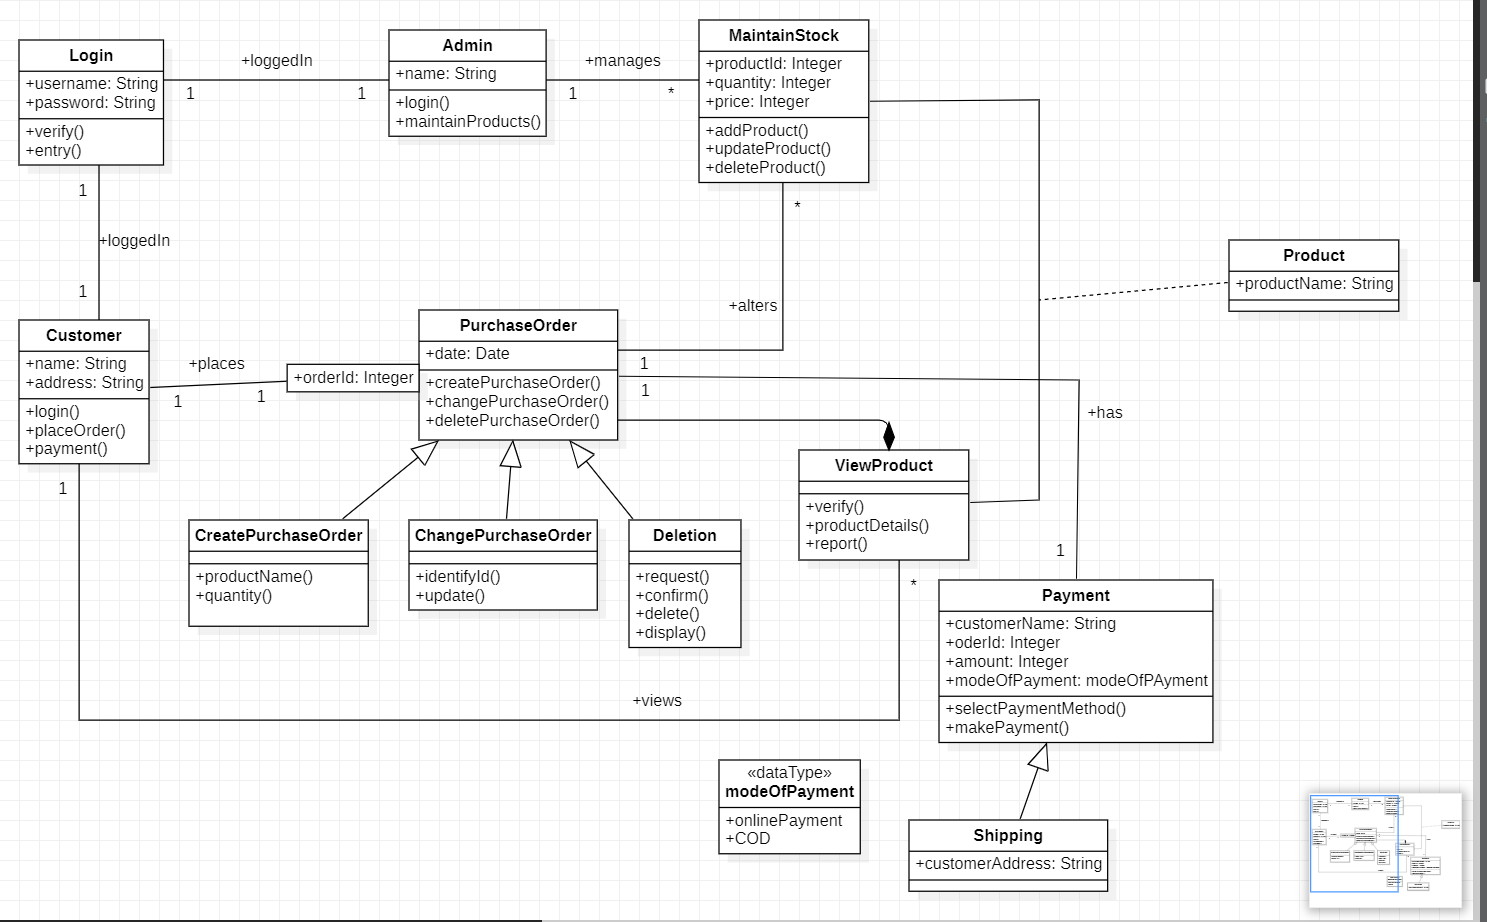 Login
+username: String
+password: String
+verify()
+entry()
+loggedIn
1
1
Admin
+name: String
+login()
+maintainProducts()
+manages
1
*
MaintainStock
+productId: Integer
+quantity: Integer
+price: Integer
+addProduct()
+updateProduct()
+deleteProduct()
1
+loggedIn
1
*
+alters
1
Product
+productName: String
Customer
+name: String
+address: String
+login()
+placeOrder()
+payment()
+places
1
1
+orderId: Integer
PurchaseOrder
+date: Date
+createPurchaseOrder()
+changePurchaseOrder()
+deletePurchaseOrder()
1
+has
1
ViewProduct
+verify()
+productDetails()
+report()
1
*
+views
CreatePurchaseOrder
+productName()
+quantity()
ChangePurchaseOrder
+identifyId()
+update()
Deletion
+request()
+confirm()
+delete()
+display()
Payment
+customerName: String
+oderId: Integer
+amount: Integer
+modeOfPayment: modeOfPAyment
+selectPaymentMethod()
+makePayment()
«dataType»
modeOfPayment
+onlinePayment
+COD
Shipping
+customerAddress: String